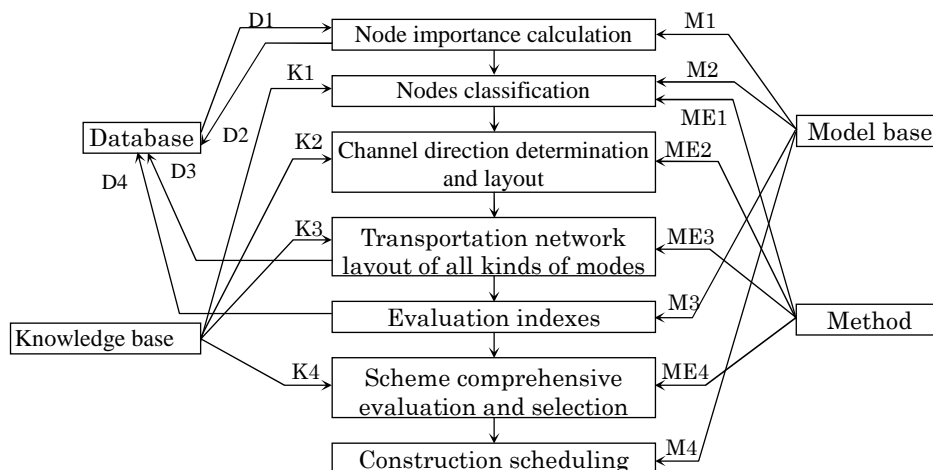 D1
M1
Node importance calculation
K1
M2
Nodes classification
ME1
Database
D2
K2
Model base
Channel direction determination
and layout
ME2
D4
D3
K3
Transportation network
layout of all kinds of modes
ME3
M3
Evaluation indexes
Method
Knowledge base
K4
Scheme comprehensive
evaluation and selection
ME4
M4
Construction scheduling